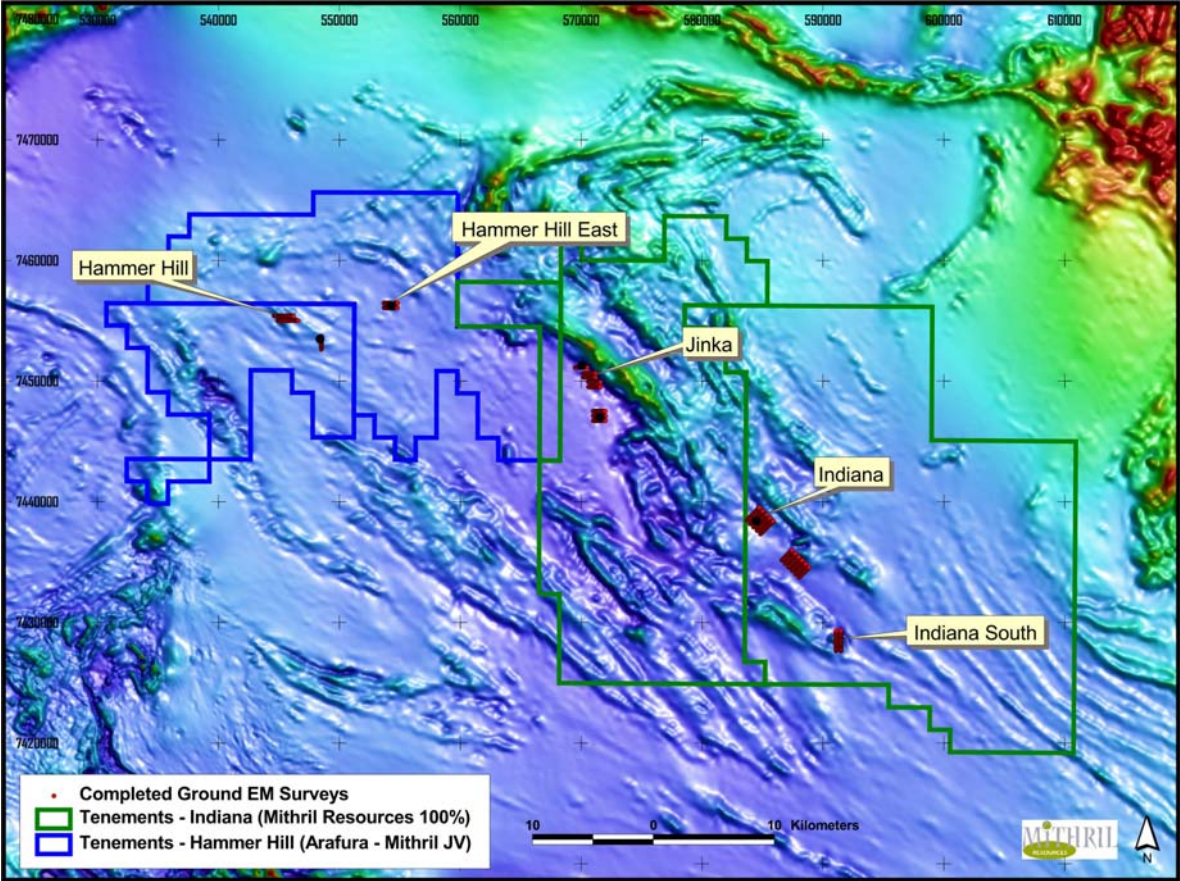 7480000 530000 540000 550000 560000 570000 580000 590000 600000 610000
7470000
7460000
Hammer Hill East
Hammer Hill
Jinka
7450000
Indiana
7440000
7430000
Indiana South
7420000
Completed Ground EM Surveys
Tenements - Indiana (Mithril Resources 100%)
Tenements - Hammer Hill (Arafura - Mithril JV)
10 0 10 Kilometers
MITHRIL
RESOURCES
N